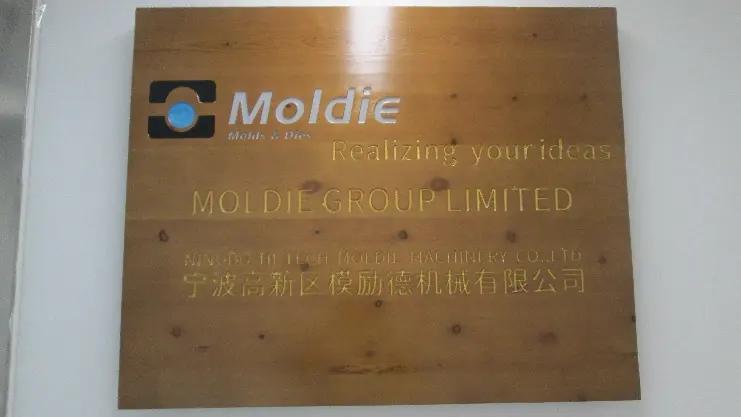 Moldie
Molds & Dies
Realizing your ideas
MOLDIE GROUP LIMITED
NINGBO HI TECH MOLDIE MACHINERY CO.,LTD
宁波高新区模励德机械有限公司